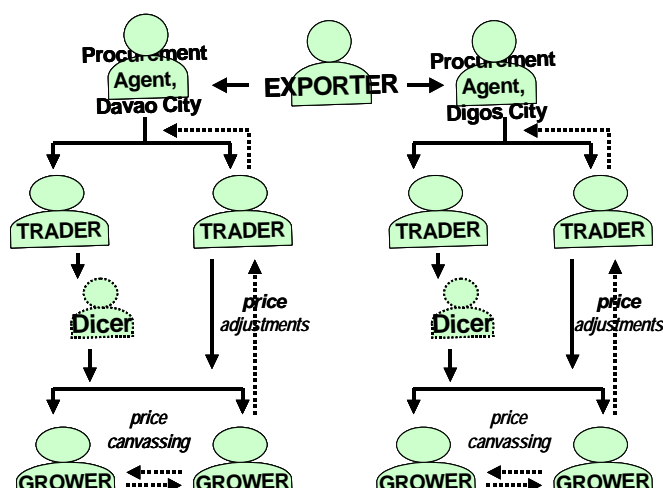 Procurement
Agent,
Davao City
EXPORTER
Procurement
Agent,
Digos City
TRADER
TRADER
TRADER
TRADER
Dicer
price
adjustments
Dicer
price
adjustments
price
canvassing
price
canvassing
GROWER
GROWER
GROWER
GROWER